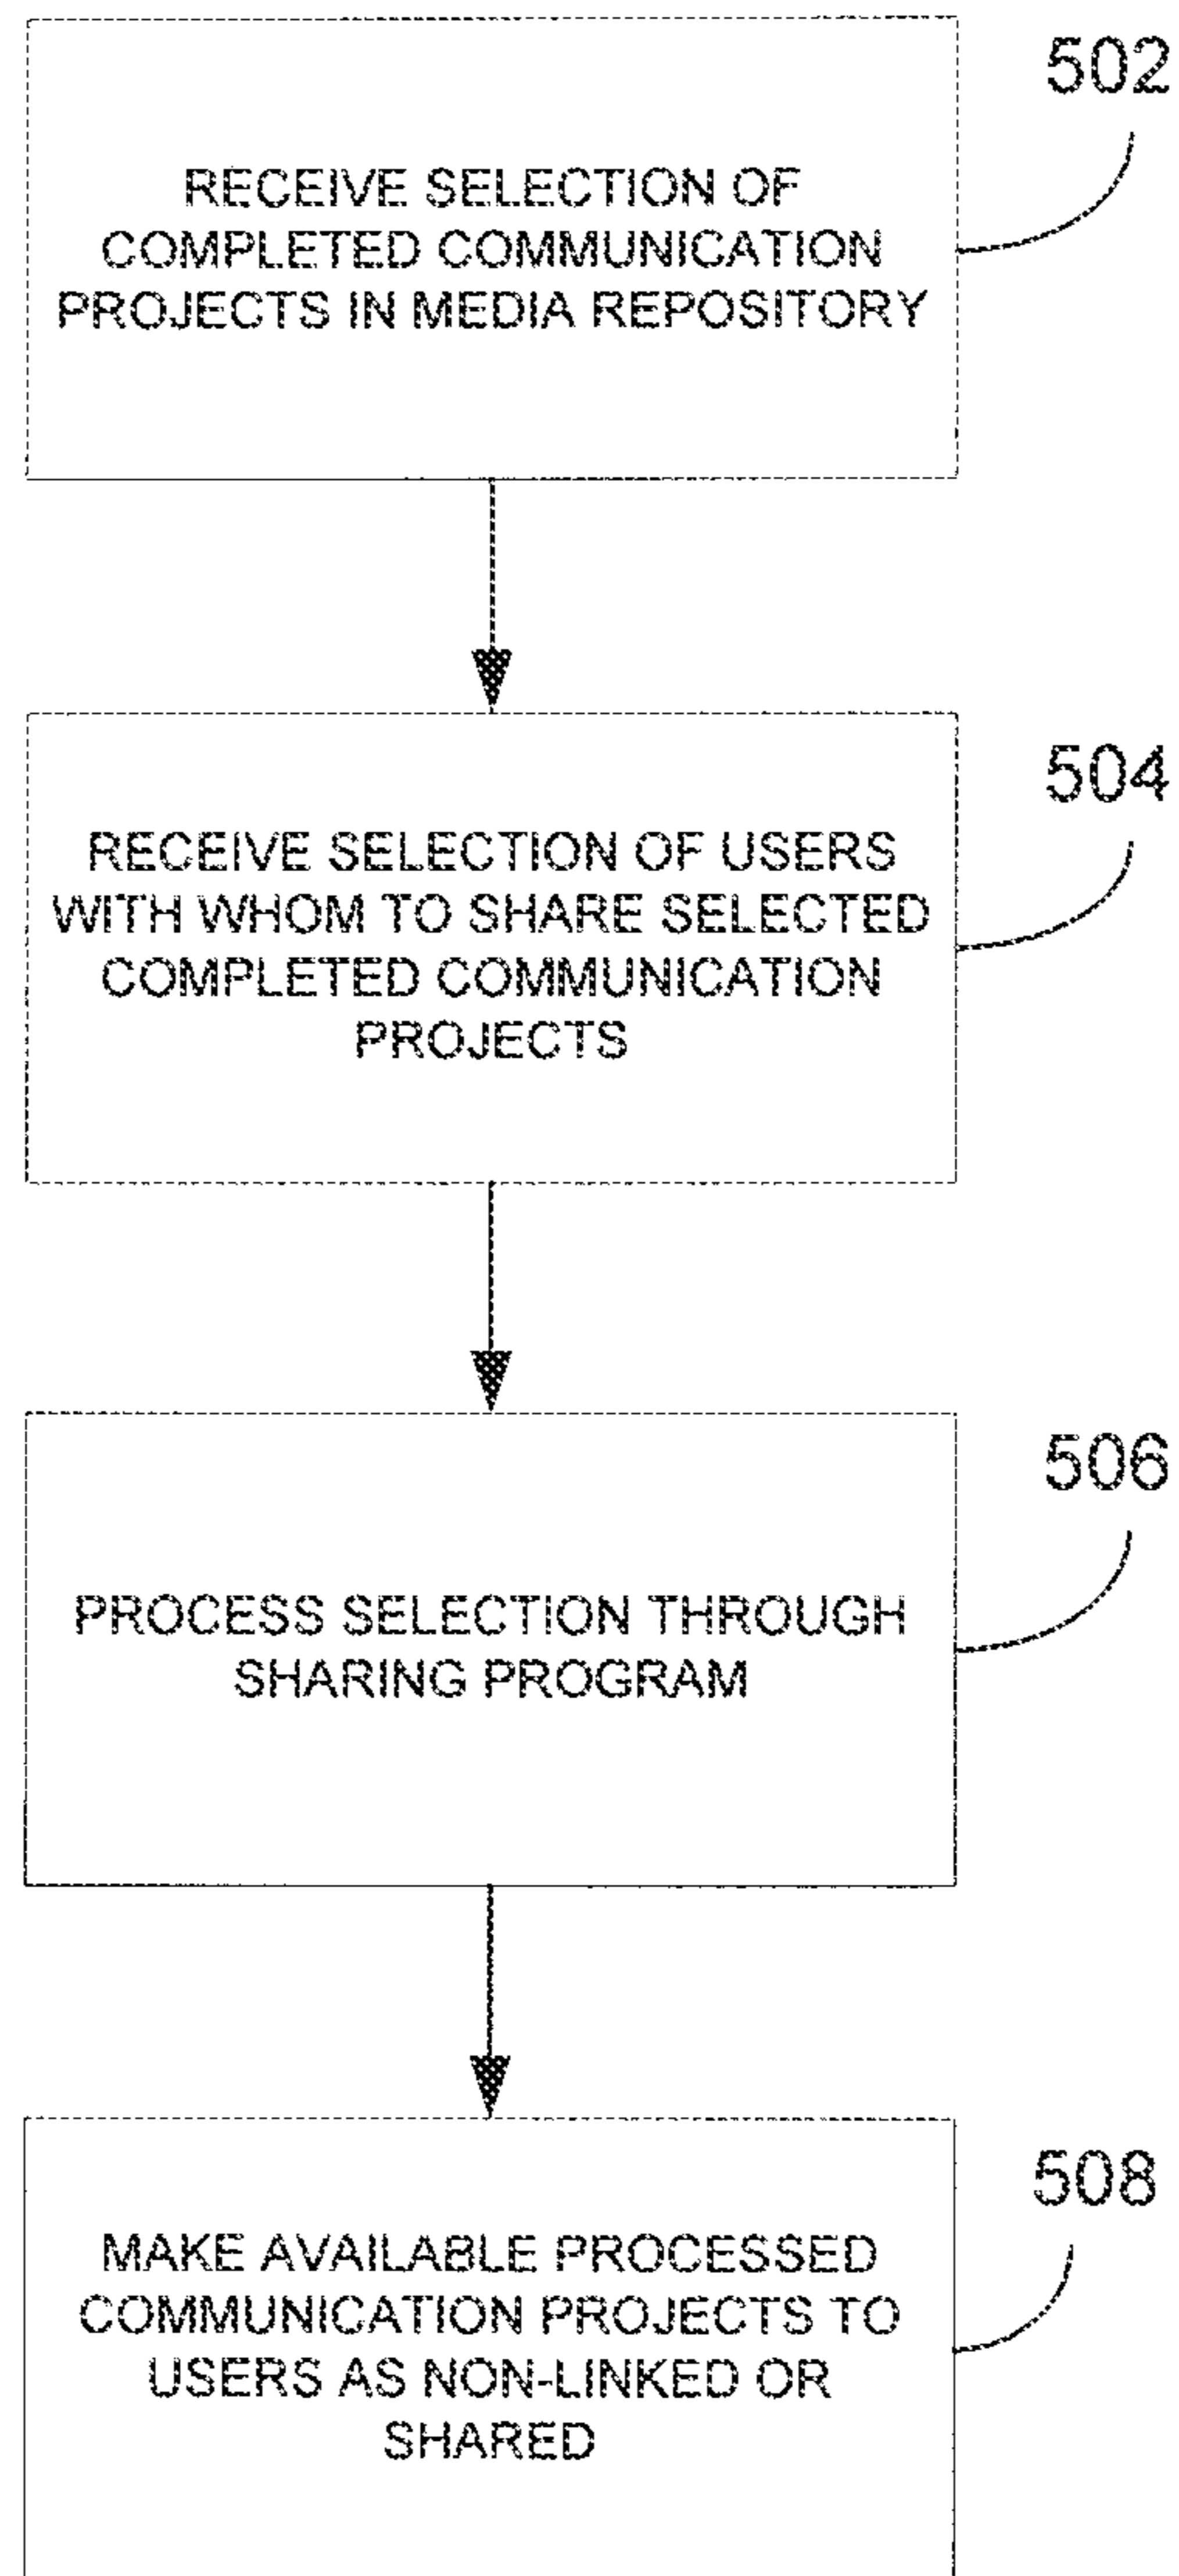 502
RECEIVE SELECTION OF
COMPLETED COMMUNICATION
PROJECTS IN MEDIA REPOSITORY
504
RECEIVE SELECTION OF USERS
WITH WHOM TO SHARE SELECTED
COMPLETED COMMUNICATION
PROJECTS
506
PROCESS SELECTION THROUGH
SHARING PROGRAM
508
MAKE AVAILABLE PROCESSED
COMMUNICATION PROJECTS TO
USERS AS NON-LINKED OR
SHARED